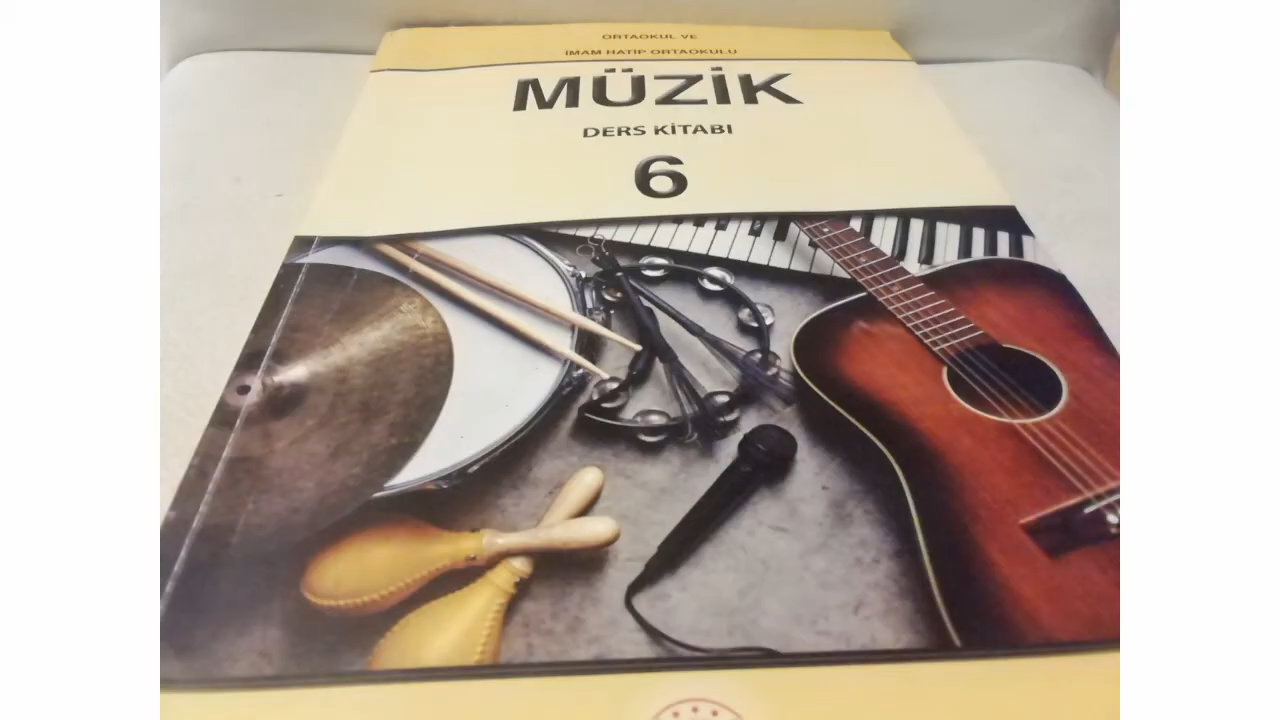 ORTAOKUL VE
İMAM HATİP ORTAOKULU
MÜZİK
DERS KİTABI
6